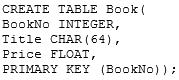 CREATE TABLE Book(
BookNo INTEGER,
Title CHAR(64),
Price FLOAT,
PRIMARY KEY (BookNo));